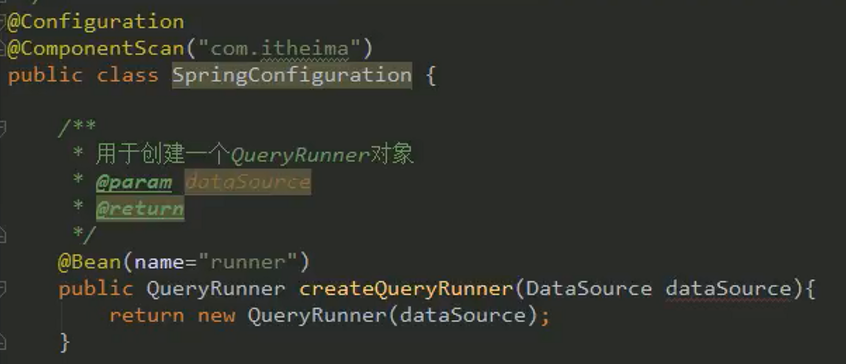 */
@Configuration
@ComponentScan("com.itheima")
public class SpringConfiguration {
/**
* 用于创建一个QueryRunner对象
* @param dataSource
* @return
*/
@Bean(name="runner")
public QueryRunner createQueryRunner(DataSource dataSource){
return new QueryRunner(dataSource);
}